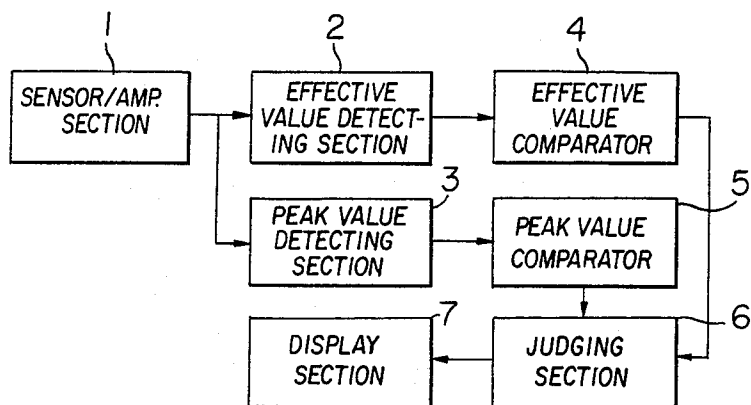 1
SENSOR/AMP.
SECTION
2
EFFECTIVE
VALUE DETECT-
ING SECTION
4
EFFECTIVE
VALUE
COMPARATOR
3
PEAK VALUE
DETECTING
SECTION
5
PEAK VALUE
COMPARATOR
7
DISPLAY
SECTION
6
JUDGING
SECTION